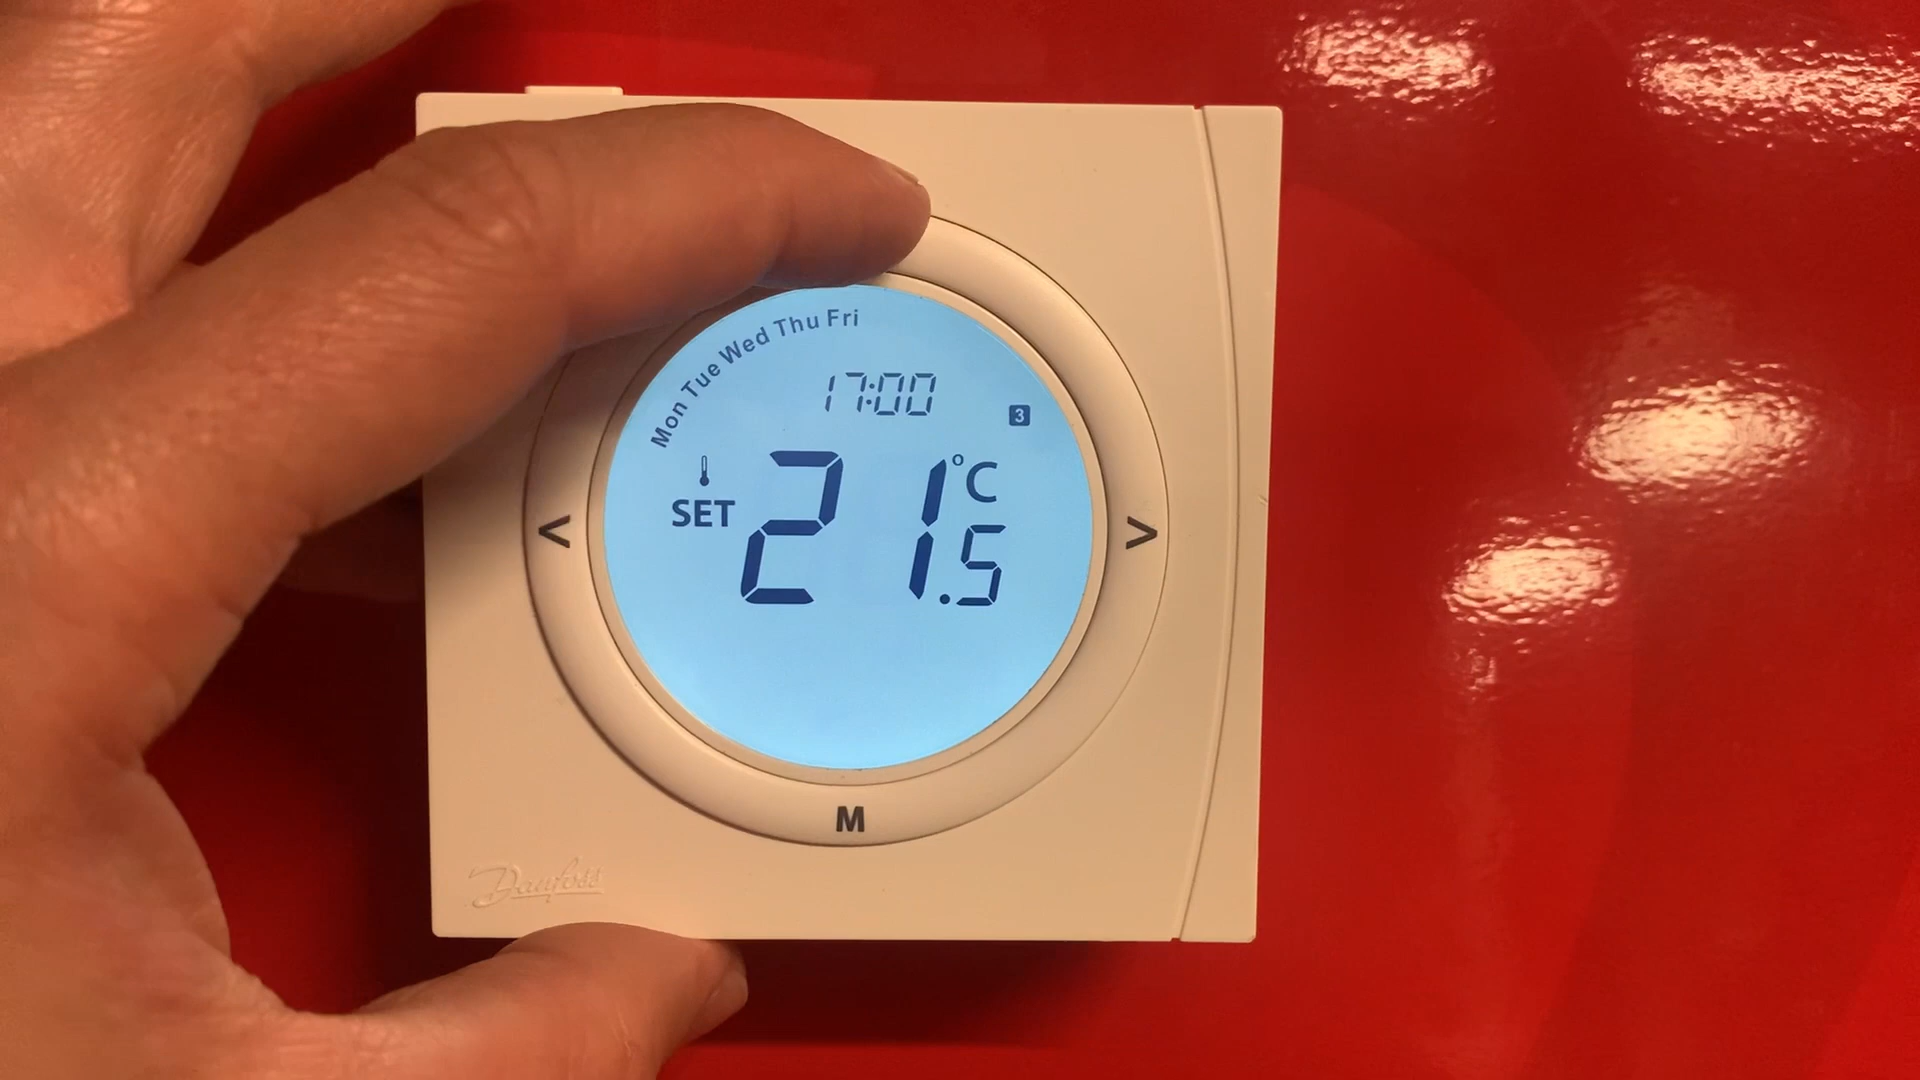 Mon Tue Wed Thu Fri
17:00
3
SET 21.5 °C
<
>
M
Danfoss